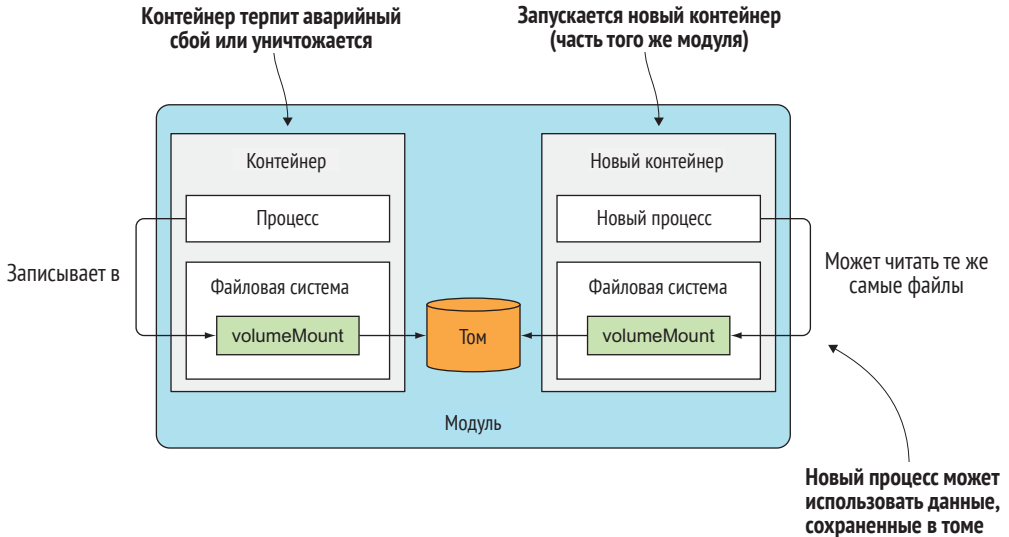 Контейнер терпит аварийный
сбой или уничтожается
Запускается новый контейнер
(часть того же модуля)
Контейнер
Процесс
Файловая система
volumeMount
Записывает в
Том
Новый контейнер
Новый процесс
Файловая система
volumeMount
Может читать те же
самые файлы
Модуль
Новый процесс может
использовать данные,
сохраненные в томе